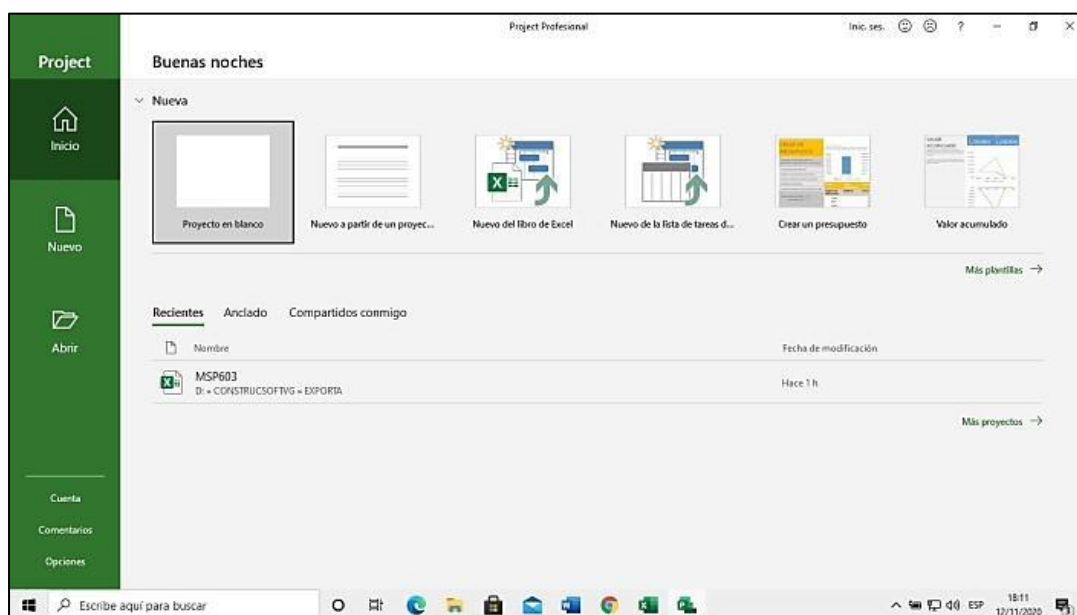 Project Profesional
Inic. ses.
?
Project
Buenas noches
Nueva
Inicio
Nuevo
Abrir
Proyecto en blanco
Nuevo a partir de un proyec...
Nuevo del libro de Excel
Nuevo de la lista de tareas d...
Crear un presupuesto
Valor acumulado
Más plantillas
Recientes Anclado Compartidos conmigo
Nombre
Fecha de modificación
MSP603
D: » CONSTRUCSOFTVG » EXPORTA
Hace 1 h
Más proyectos
Cuenta
Comentarios
Opciones
Escribe aquí para buscar
ESP
18:11
12/11/2020